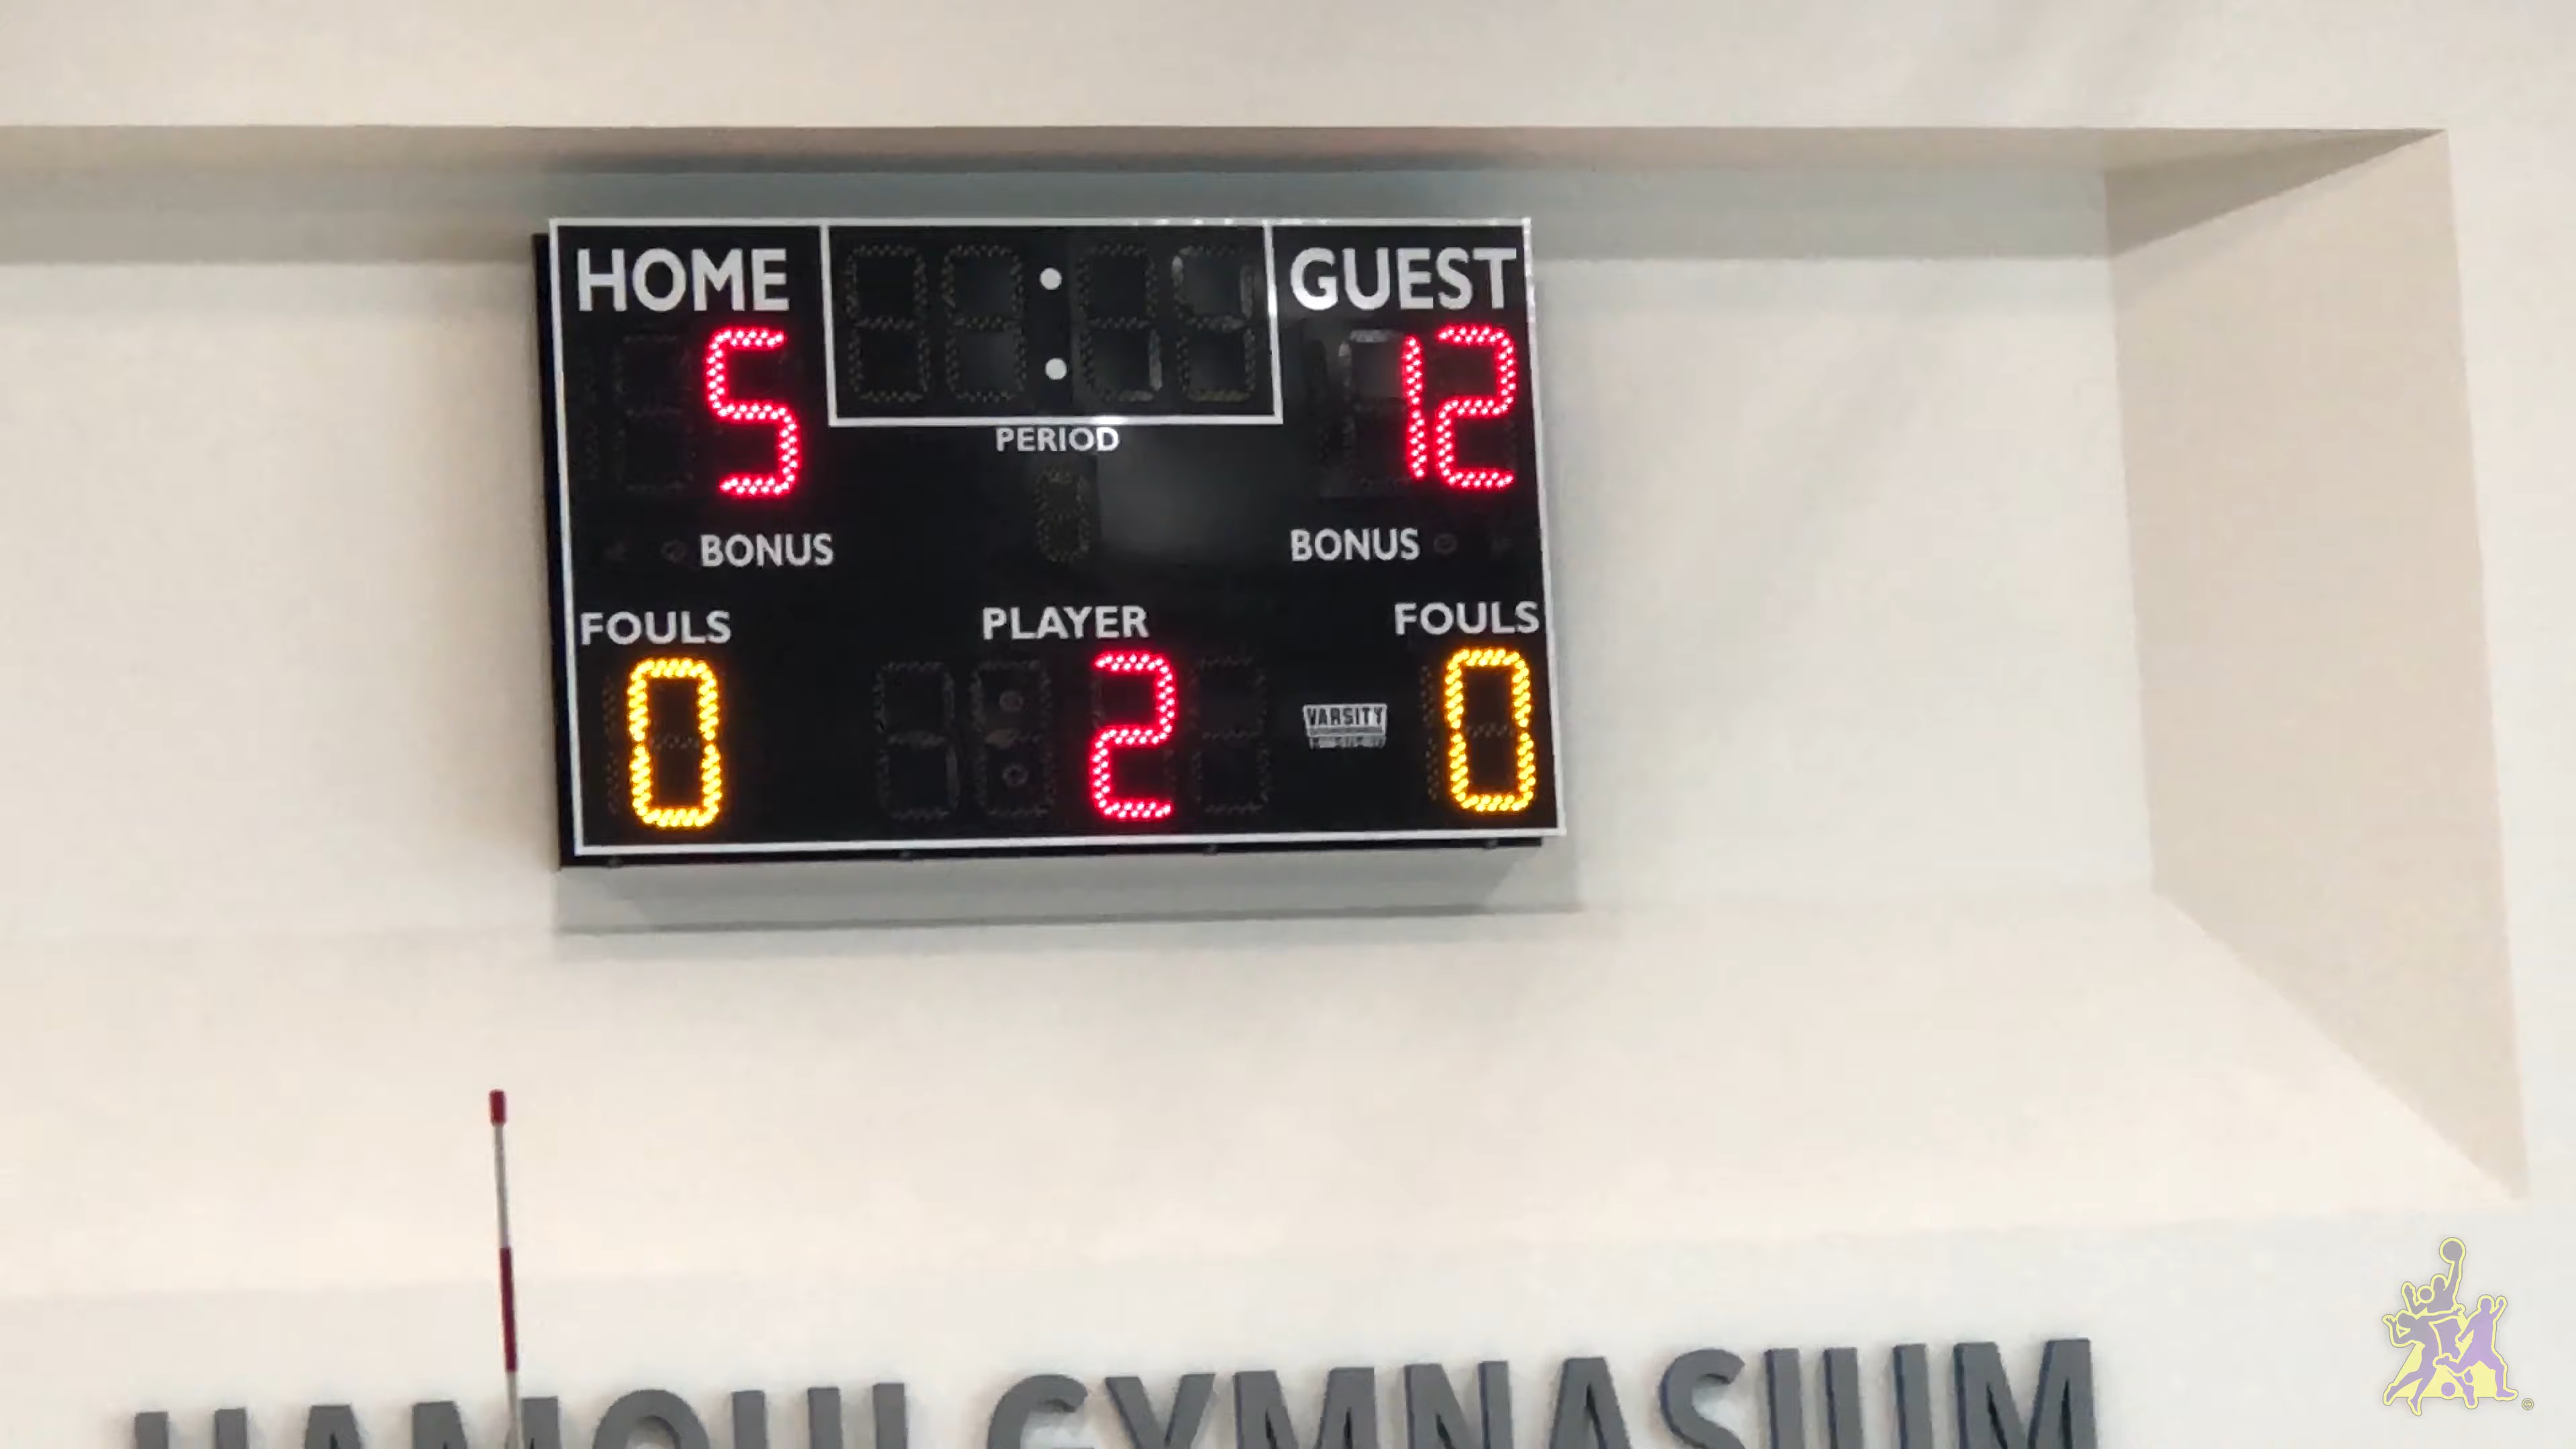 HOME GUEST
5 12
PERIOD
BONUS BONUS
FOULS PLAYER FOULS
0 2 0
VARSITY
GYMNASIUM